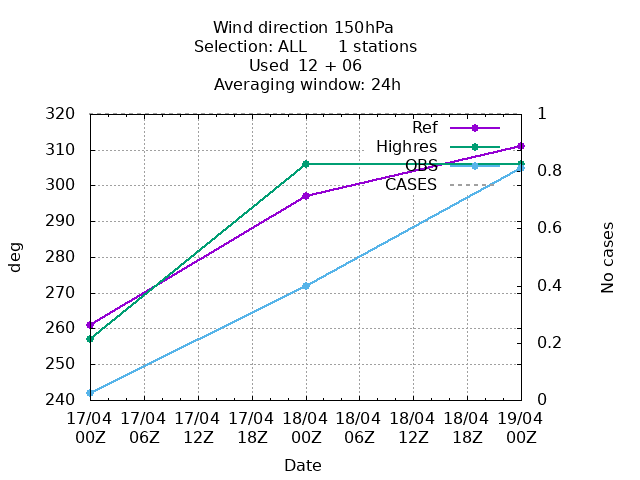 Wind direction 150hPa
Selection: ALL      1 stations
Used  12 + 06
Averaging window: 24h
320 1
310
300 0.8
290
280 0.6
270 0.4
260
250 0.2
240 0
Ref
Highres
OBS
CASES
deg
No cases
17/04 17/04 17/04 17/04 18/04 18/04 18/04 18/04 19/04
00Z 06Z 12Z 18Z 00Z 06Z 12Z 18Z 00Z
Date